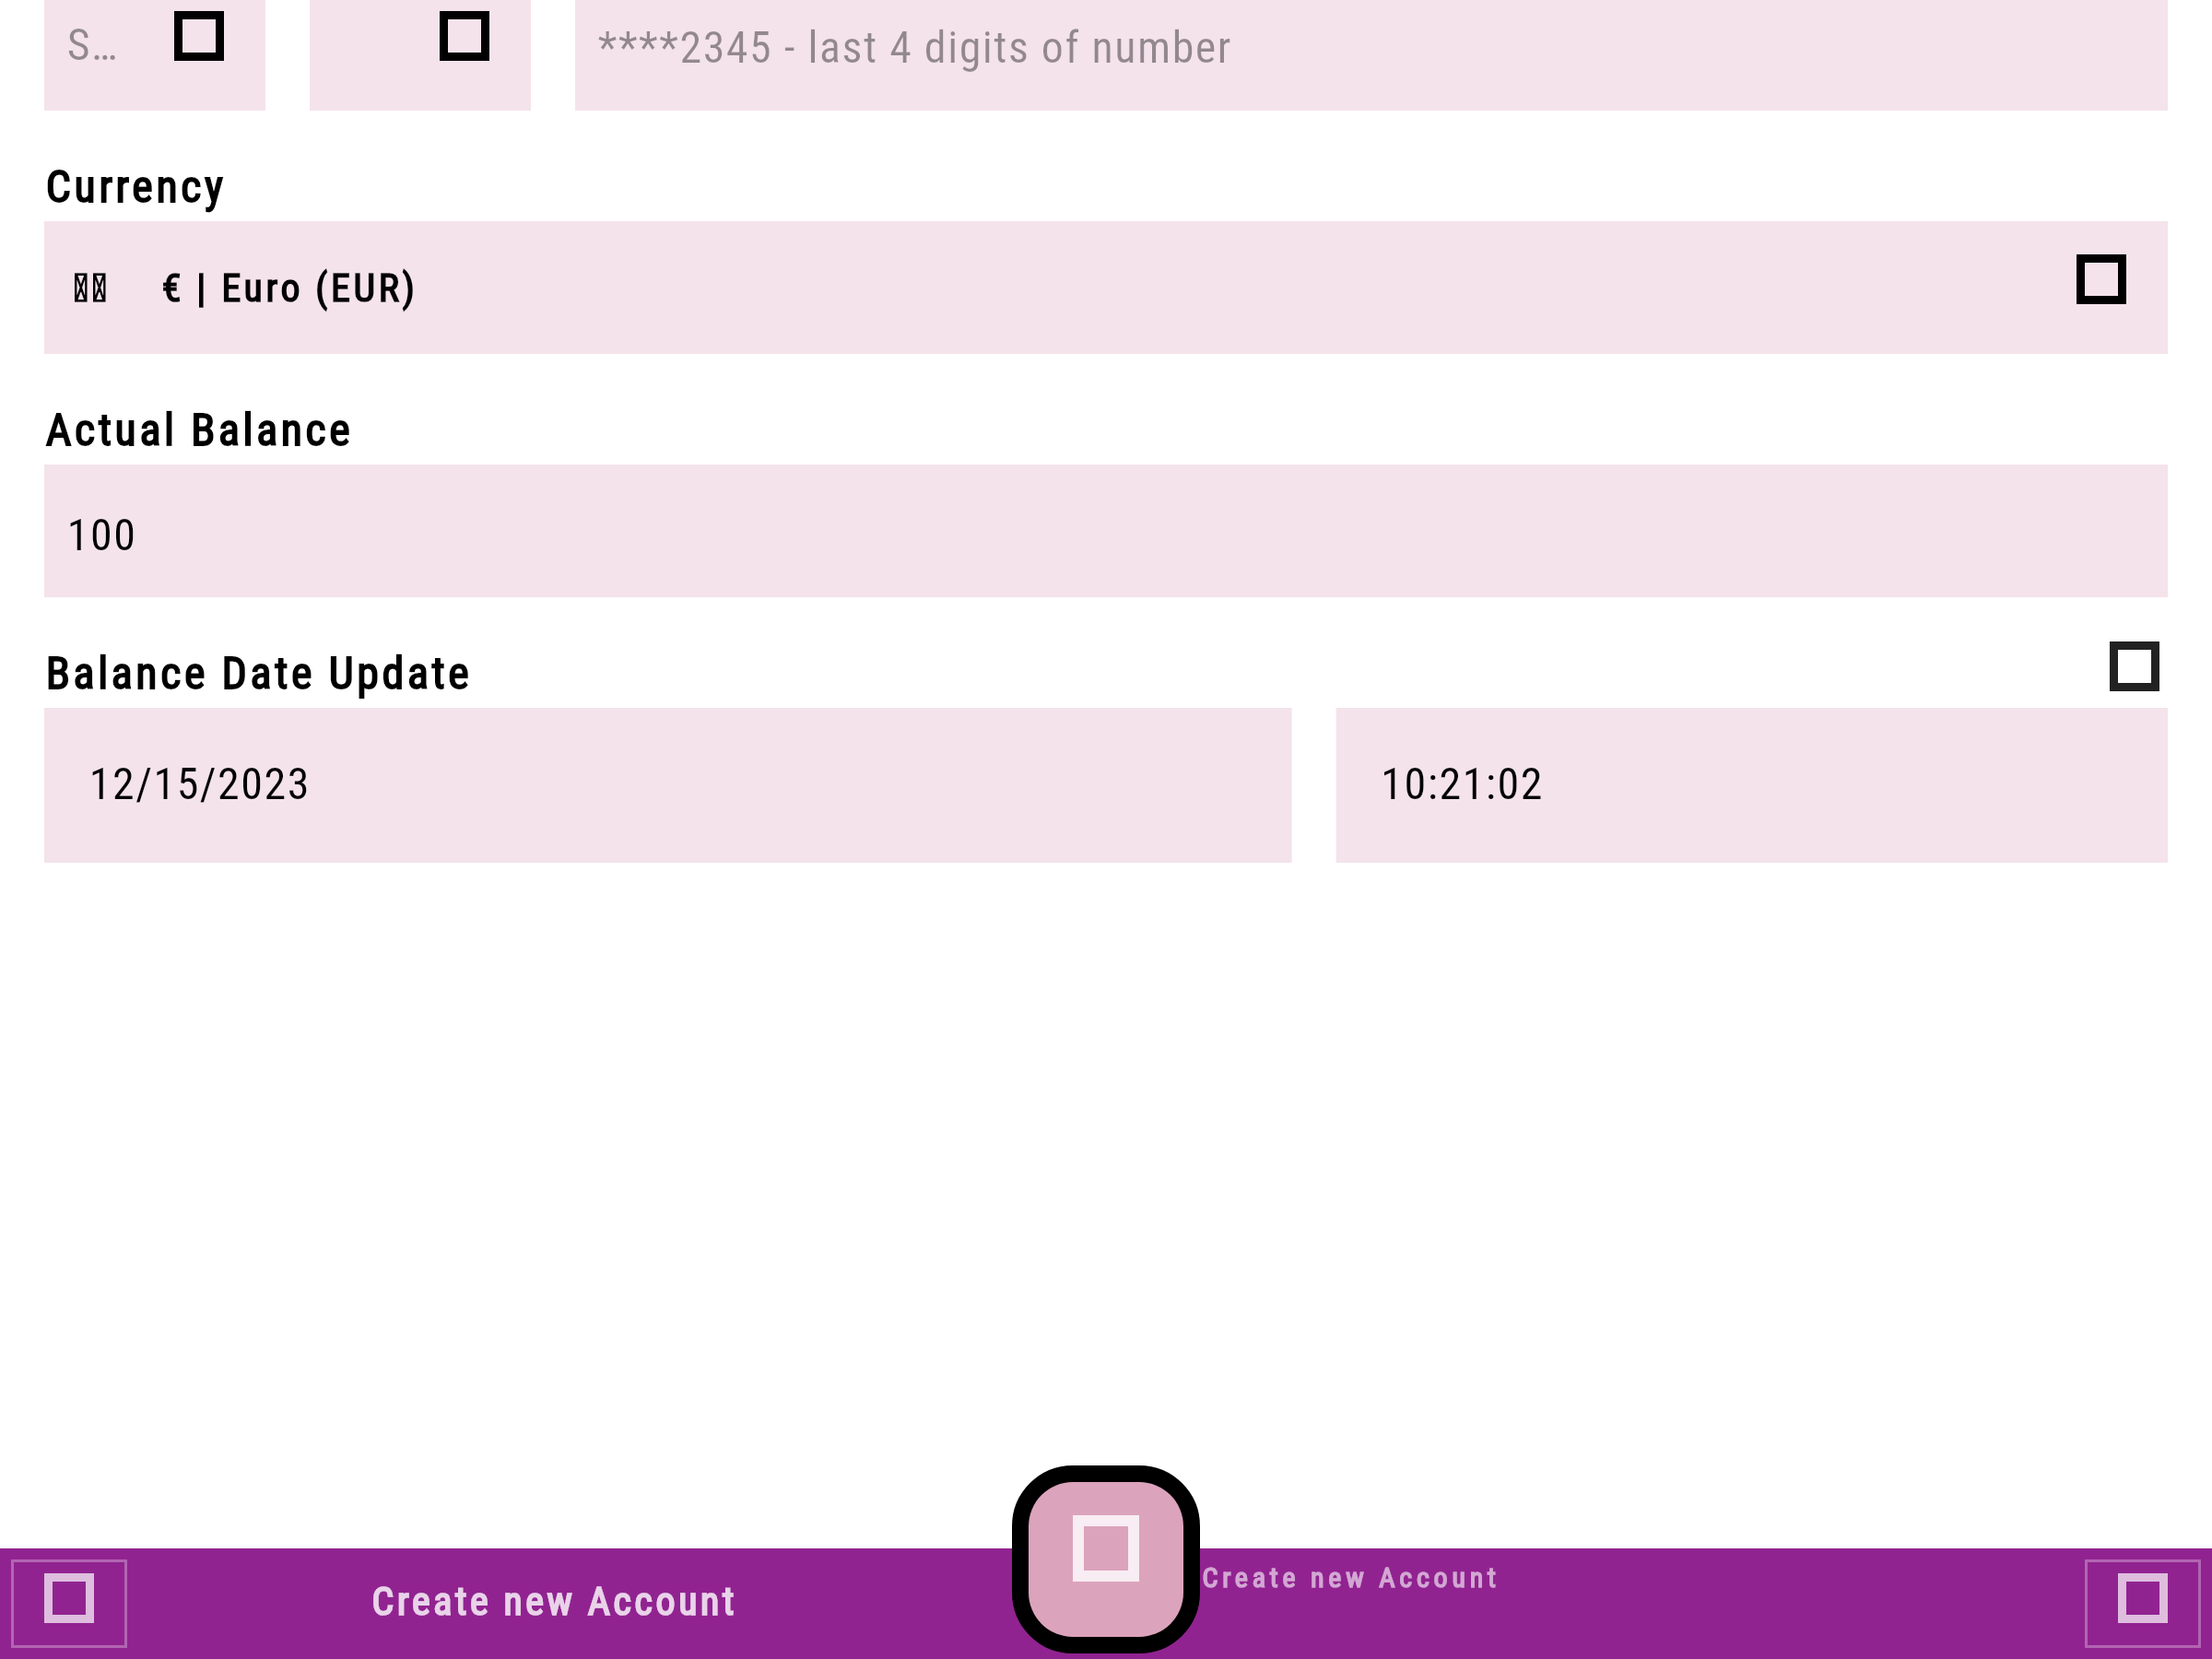 S…
****2345 - last 4 digits of number
Currency
€ | Euro (EUR)
Actual Balance
100
Balance Date Update
12/15/2023
10:21:02
Create new Account
Create new Account